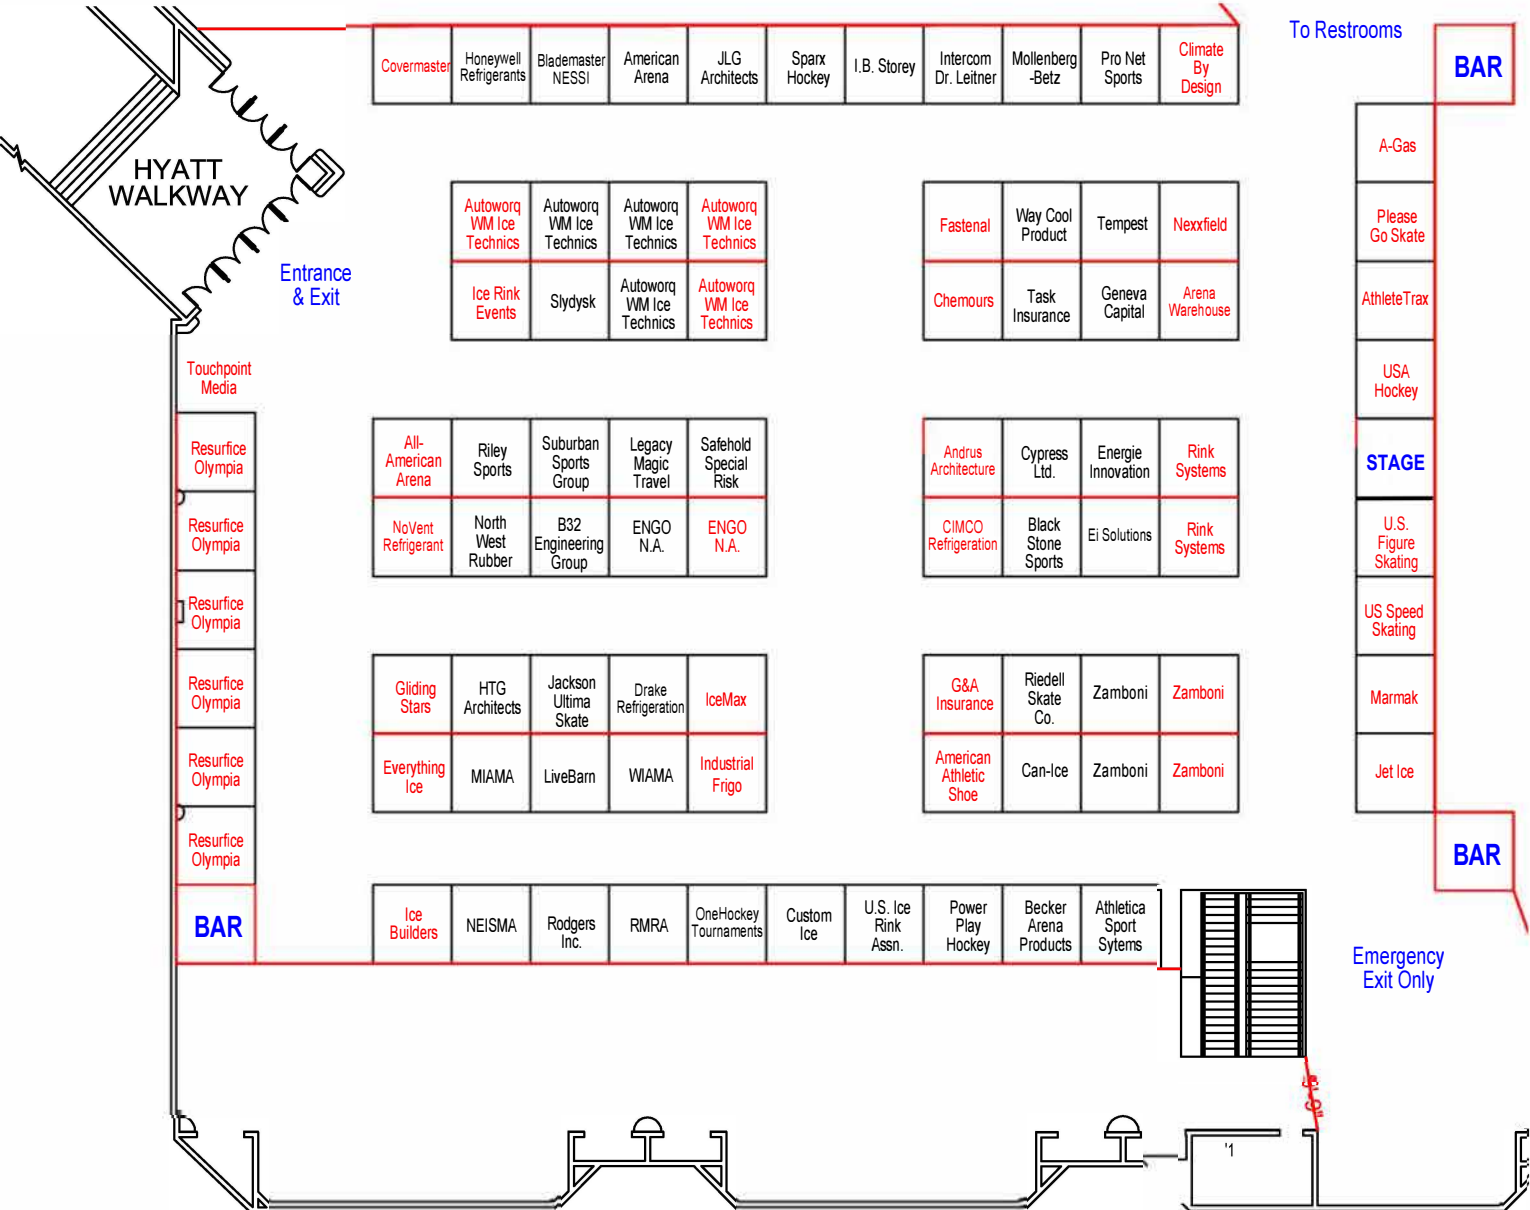 To Restrooms
BAR
Covermaster
Honeywell
Refrigerants
Blademaster
NESSI
American
Arena
JLG
Architects
Sparx
Hockey
I.B. Storey
Intercom
Dr. Leitner
Mollenberg
-Betz
Pro Net
Sports
Climate
By
Design
HYATT
WALKWAY
Entrance
& Exit
Autoworq
WM Ice
Technics
Autoworq
WM Ice
Technics
Autoworq
WM Ice
Technics
Autoworq
WM Ice
Technics
Fastenal
Way Cool
Product
Tempest
Nexxfield
Ice Rink
Events
Slydysk
Autoworq
WM Ice
Technics
Autoworq
WM Ice
Technics
Chemours
Task
Insurance
Geneva
Capital
Arena
Warehouse
A-Gas
Please
Go Skate
AthleteTrax
USA
Hockey
STAGE
U.S.
Figure
Skating
US Speed
Skating
Marmak
Jet Ice
BAR
Touchpoint
Media
Resurfice
Olympia
Resurfice
Olympia
Resurfice
Olympia
Resurfice
Olympia
Resurfice
Olympia
Resurfice
Olympia
BAR
All-
American
Arena
Riley
Sports
Suburban
Sports
Group
Legacy
Magic
Travel
Safehold
Special
Risk
Andrus
Architecture
Cypress
Ltd.
Energie
Innovation
Rink
Systems
NoVent
Refrigerant
North
West
Rubber
B32
Engineering
Group
ENGO
N.A.
ENGO
N.A.
CIMCO
Refrigeration
Black
Stone
Sports
Ei Solutions
Rink
Systems
Gliding
Stars
HTG
Architects
Jackson
Ultima
Skate
Drake
Refrigeration
IceMax
G&A
Insurance
Riedell
Skate
Co.
Zamboni
Zamboni
Everything
Ice
MIAMA
LiveBarn
WIAMA
Industrial
Frigo
American
Athletic
Shoe
Can-Ice
Zamboni
Zamboni
Ice
Builders
NEISMA
Rodgers
Inc.
RMRA
OneHockey
Tournaments
Custom
Ice
U.S. Ice
Rink
Assn.
Power
Play
Hockey
Becker
Arena
Products
Athletica
Sport
Sytems
Emergency
Exit Only
'1